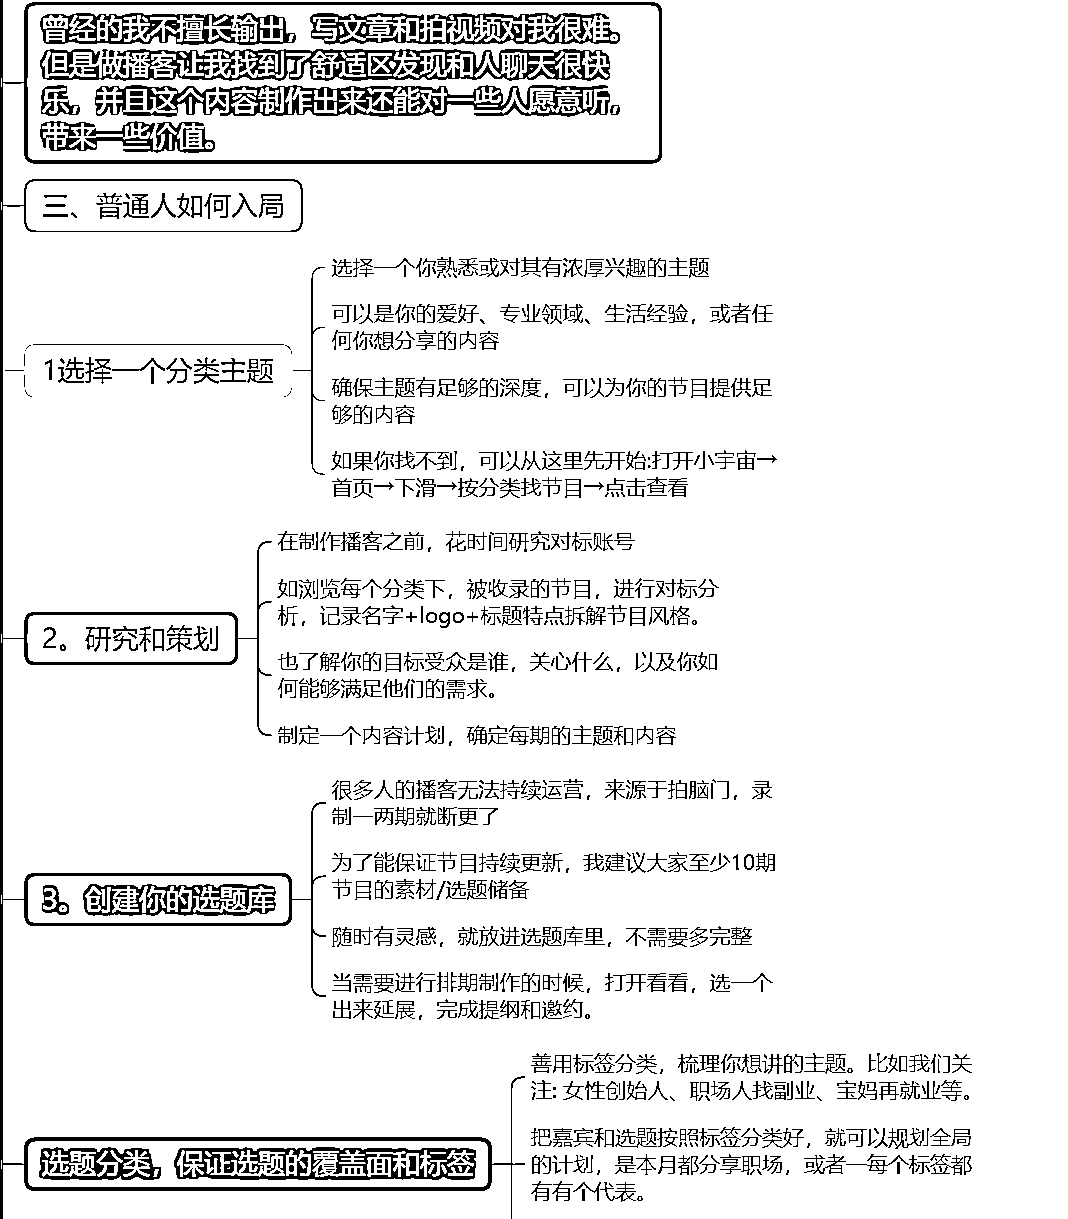 曾经的我不擅长输出，写文章和拍视频对我很难。
但是做播客让我找到了舒适区发现和人聊天很快
乐，并且这个内容制作出来还能对一些人愿意听，
带来一些价值。
三、普通人如何入局
1选择一个分类主题
选择一个你熟悉或对其有浓厚兴趣的主题
可以是你的爱好、专业领域、生活经验，或者任
何你想分享的内容
确保主题有足够的深度，可以为你的节目提供足
够的内容
如果你找不到，可以从这里先开始:打开小宇宙→
首页→下滑→按分类找节目→点击查看
2。研究和策划
在制作播客之前，花时间研究对标账号
如浏览每个分类下，被收录的节目，进行对标分
析，记录名字+logo+标题特点拆解节目风格。
也了解你的目标受众是谁，关心什么，以及你如
何能够满足他们的需求。
制定一个内容计划，确定每期的主题和内容
3。创建你的选题库
很多人的播客无法持续运营，来源于拍脑门，录
制一两期就断更了
为了能保证节目持续更新，我建议大家至少10期
节目的素材/选题储备
随时有灵感，就放进选题库里，不需要多完整
当需要进行排期制作的时候，打开看看，选一个
出来延展，完成提纲和邀约。
选题分类，保证选题的覆盖面和标签
善用标签分类，梳理你想讲的主题。比如我们关
注: 女性创始人、职场人找副业、宝妈再就业等。
把嘉宾和选题按照标签分类好，就可以规划全局
的计划，是本月都分享职场，或者一每个标签都
有有个代表。